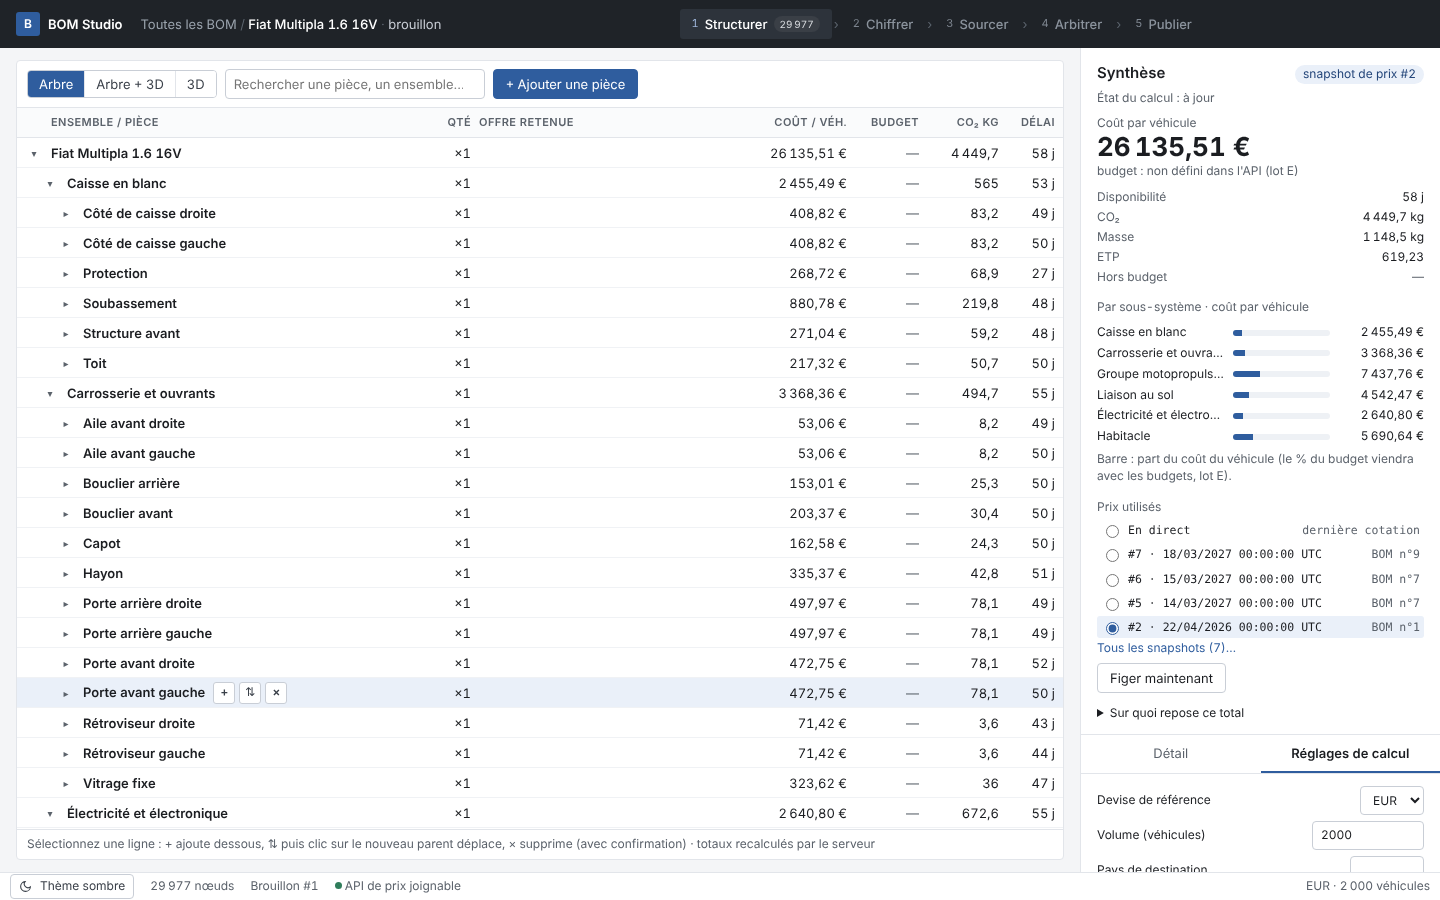 B BOM Studio Toutes les BOM / Fiat Multipla 1.6 16V · brouillon 1 Structurer 29 977 › 2 Chiffrer › 3 Sourcer › 4 Arbitrer › 5 Publier
Arbre Arbre + 3D 3D Rechercher une pièce, un ensemble... + Ajouter une pièce
ENSEMBLE / PIÈCE QTÉ OFFRE RETENUE COÛT / VÉH. BUDGET CO₂ KG DÉLAI
▾ Fiat Multipla 1.6 16V ×1 26 135,51 € — 4 449,7 58 j
▾ Caisse en blanc ×1 2 455,49 € — 565 53 j
▸ Côté de caisse droite ×1 408,82 € — 83,2 49 j
▸ Côté de caisse gauche ×1 408,82 € — 83,2 50 j
▸ Protection ×1 268,72 € — 68,9 27 j
▸ Soubassement ×1 880,78 € — 219,8 48 j
▸ Structure avant ×1 271,04 € — 59,2 48 j
▸ Toit ×1 217,32 € — 50,7 50 j
▾ Carrosserie et ouvrants ×1 3 368,36 € — 494,7 55 j
▸ Aile avant droite ×1 53,06 € — 8,2 49 j
▸ Aile avant gauche ×1 53,06 € — 8,2 50 j
▸ Bouclier arrière ×1 153,01 € — 25,3 50 j
▸ Bouclier avant ×1 203,37 € — 30,4 50 j
▸ Capot ×1 162,58 € — 24,3 50 j
▸ Hayon ×1 335,37 € — 42,8 51 j
▸ Porte arrière droite ×1 497,97 € — 78,1 49 j
▸ Porte arrière gauche ×1 497,97 € — 78,1 49 j
▸ Porte avant droite ×1 472,75 € — 78,1 52 j
▸ Porte avant gauche + ⇅ × ×1 472,75 € — 78,1 50 j
▸ Rétroviseur droite ×1 71,42 € — 3,6 43 j
▸ Rétroviseur gauche ×1 71,42 € — 3,6 44 j
▸ Vitrage fixe ×1 323,62 € — 36 47 j
▾ Électricité et électronique ×1 2 640,80 € — 672,6 55 j
Sélectionnez une ligne : + ajoute dessous, ⇅ puis clic sur le nouveau parent déplace, × supprime (avec confirmation) · totaux recalculés par le serveur
Synthèse snapshot de prix #2
État du calcul : à jour
Coût par véhicule
26 135,51 €
budget : non défini dans l'API (lot E)
Disponibilité 58 j
CO₂ 4 449,7 kg
Masse 1 148,5 kg
ETP 619,23
Hors budget —
Par sous-système · coût par véhicule
Caisse en blanc 2 455,49 €
Carrosserie et ouvra... 3 368,36 €
Groupe motopropuls... 7 437,76 €
Liaison au sol 4 542,47 €
Électricité et électro... 2 640,80 €
Habitacle 5 690,64 €
Barre : part du coût du véhicule (le % du budget viendra
avec les budgets, lot E).
Prix utilisés
En direct dernière cotation
#7 · 18/03/2027 00:00:00 UTC BOM n°9
#6 · 15/03/2027 00:00:00 UTC BOM n°7
#5 · 14/03/2027 00:00:00 UTC BOM n°7
#2 · 22/04/2026 00:00:00 UTC BOM n°1
Tous les snapshots (7)...
Figer maintenant
▶ Sur quoi repose ce total
Détail Réglages de calcul
Devise de référence EUR
Volume (véhicules) 2000
Pays de destination
Thème sombre 29 977 nœuds Brouillon #1 API de prix joignable EUR · 2 000 véhicules